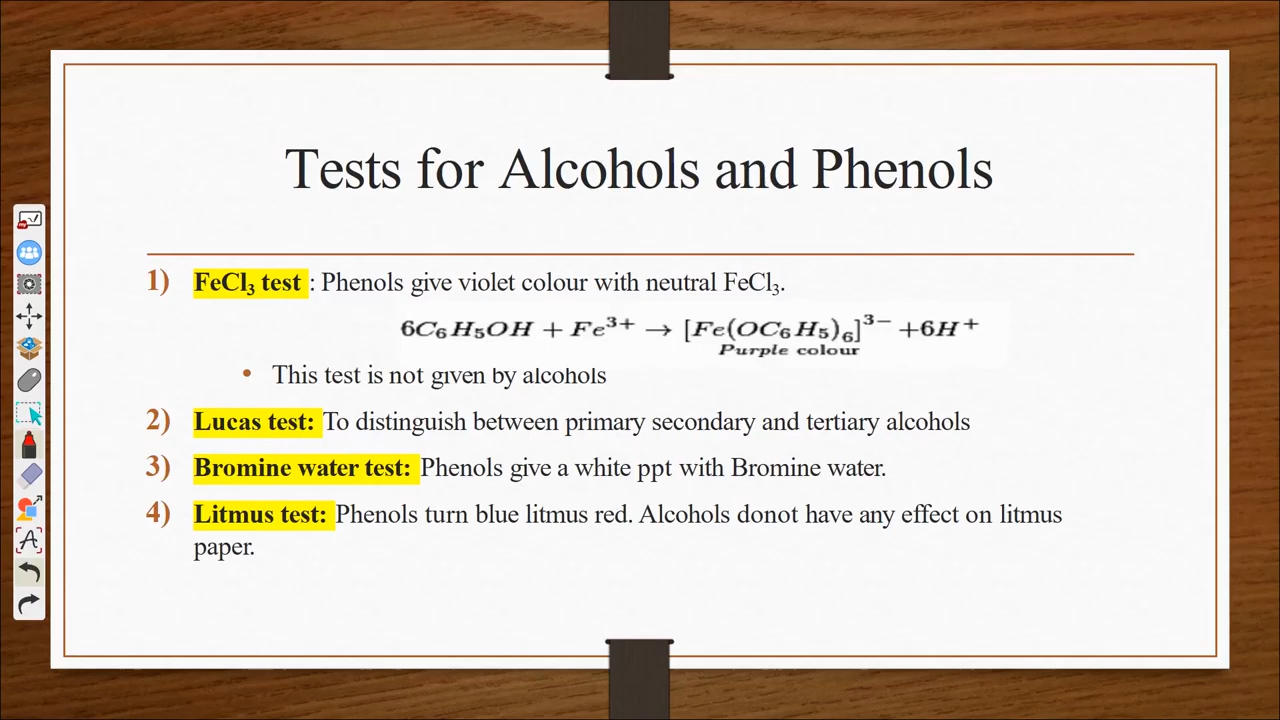 Tests for Alcohols and Phenols
1) FeCl₃ test : Phenols give violet colour with neutral FeCl₃.
6C₆H₅OH + Fe³⁺ → [Fe(OC₆H₅)₆]³⁻ +6H⁺
Purple colour
• This test is not given by alcohols
2) Lucas test: To distinguish between primary secondary and tertiary alcohols
3) Bromine water test: Phenols give a white ppt with Bromine water.
4) Litmus test: Phenols turn blue litmus red. Alcohols donot have any effect on litmus
paper.